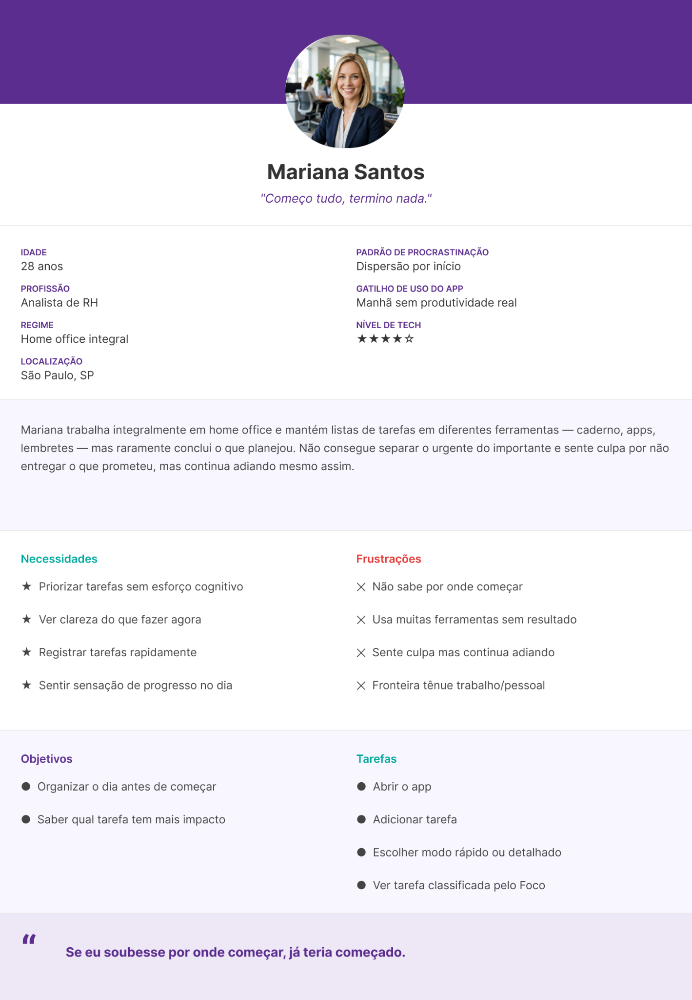 Mariana Santos
"Começo tudo, termino nada."
IDADE
28 anos
PROFISSÃO
Analista de RH
REGIME
Home office integral
LOCALIZAÇÃO
São Paulo, SP
PADRÃO DE PROCRASTINAÇÃO
Dispersão por início
GATILHO DE USO DO APP
Manhã sem produtividade real
NÍVEL DE TECH
★★★★☆
Mariana trabalha integralmente em home office e mantém listas de tarefas em diferentes ferramentas — caderno, apps,
lembretes — mas raramente conclui o que planejou. Não consegue separar o urgente do importante e sente culpa por não
entregar o que prometeu, mas continua adiando mesmo assim.
Necessidades
★ Priorizar tarefas sem esforço cognitivo
★ Ver clareza do que fazer agora
★ Registrar tarefas rapidamente
★ Sentir sensação de progresso no dia
Frustrações
✕ Não sabe por onde começar
✕ Usa muitas ferramentas sem resultado
✕ Sente culpa mas continua adiando
✕ Fronteira tênue trabalho/pessoal
Objetivos
● Organizar o dia antes de começar
● Saber qual tarefa tem mais impacto
Tarefas
● Abrir o app
● Adicionar tarefa
● Escolher modo rápido ou detalhado
● Ver tarefa classificada pelo Foco
“
Se eu soubesse por onde começar, já teria começado.